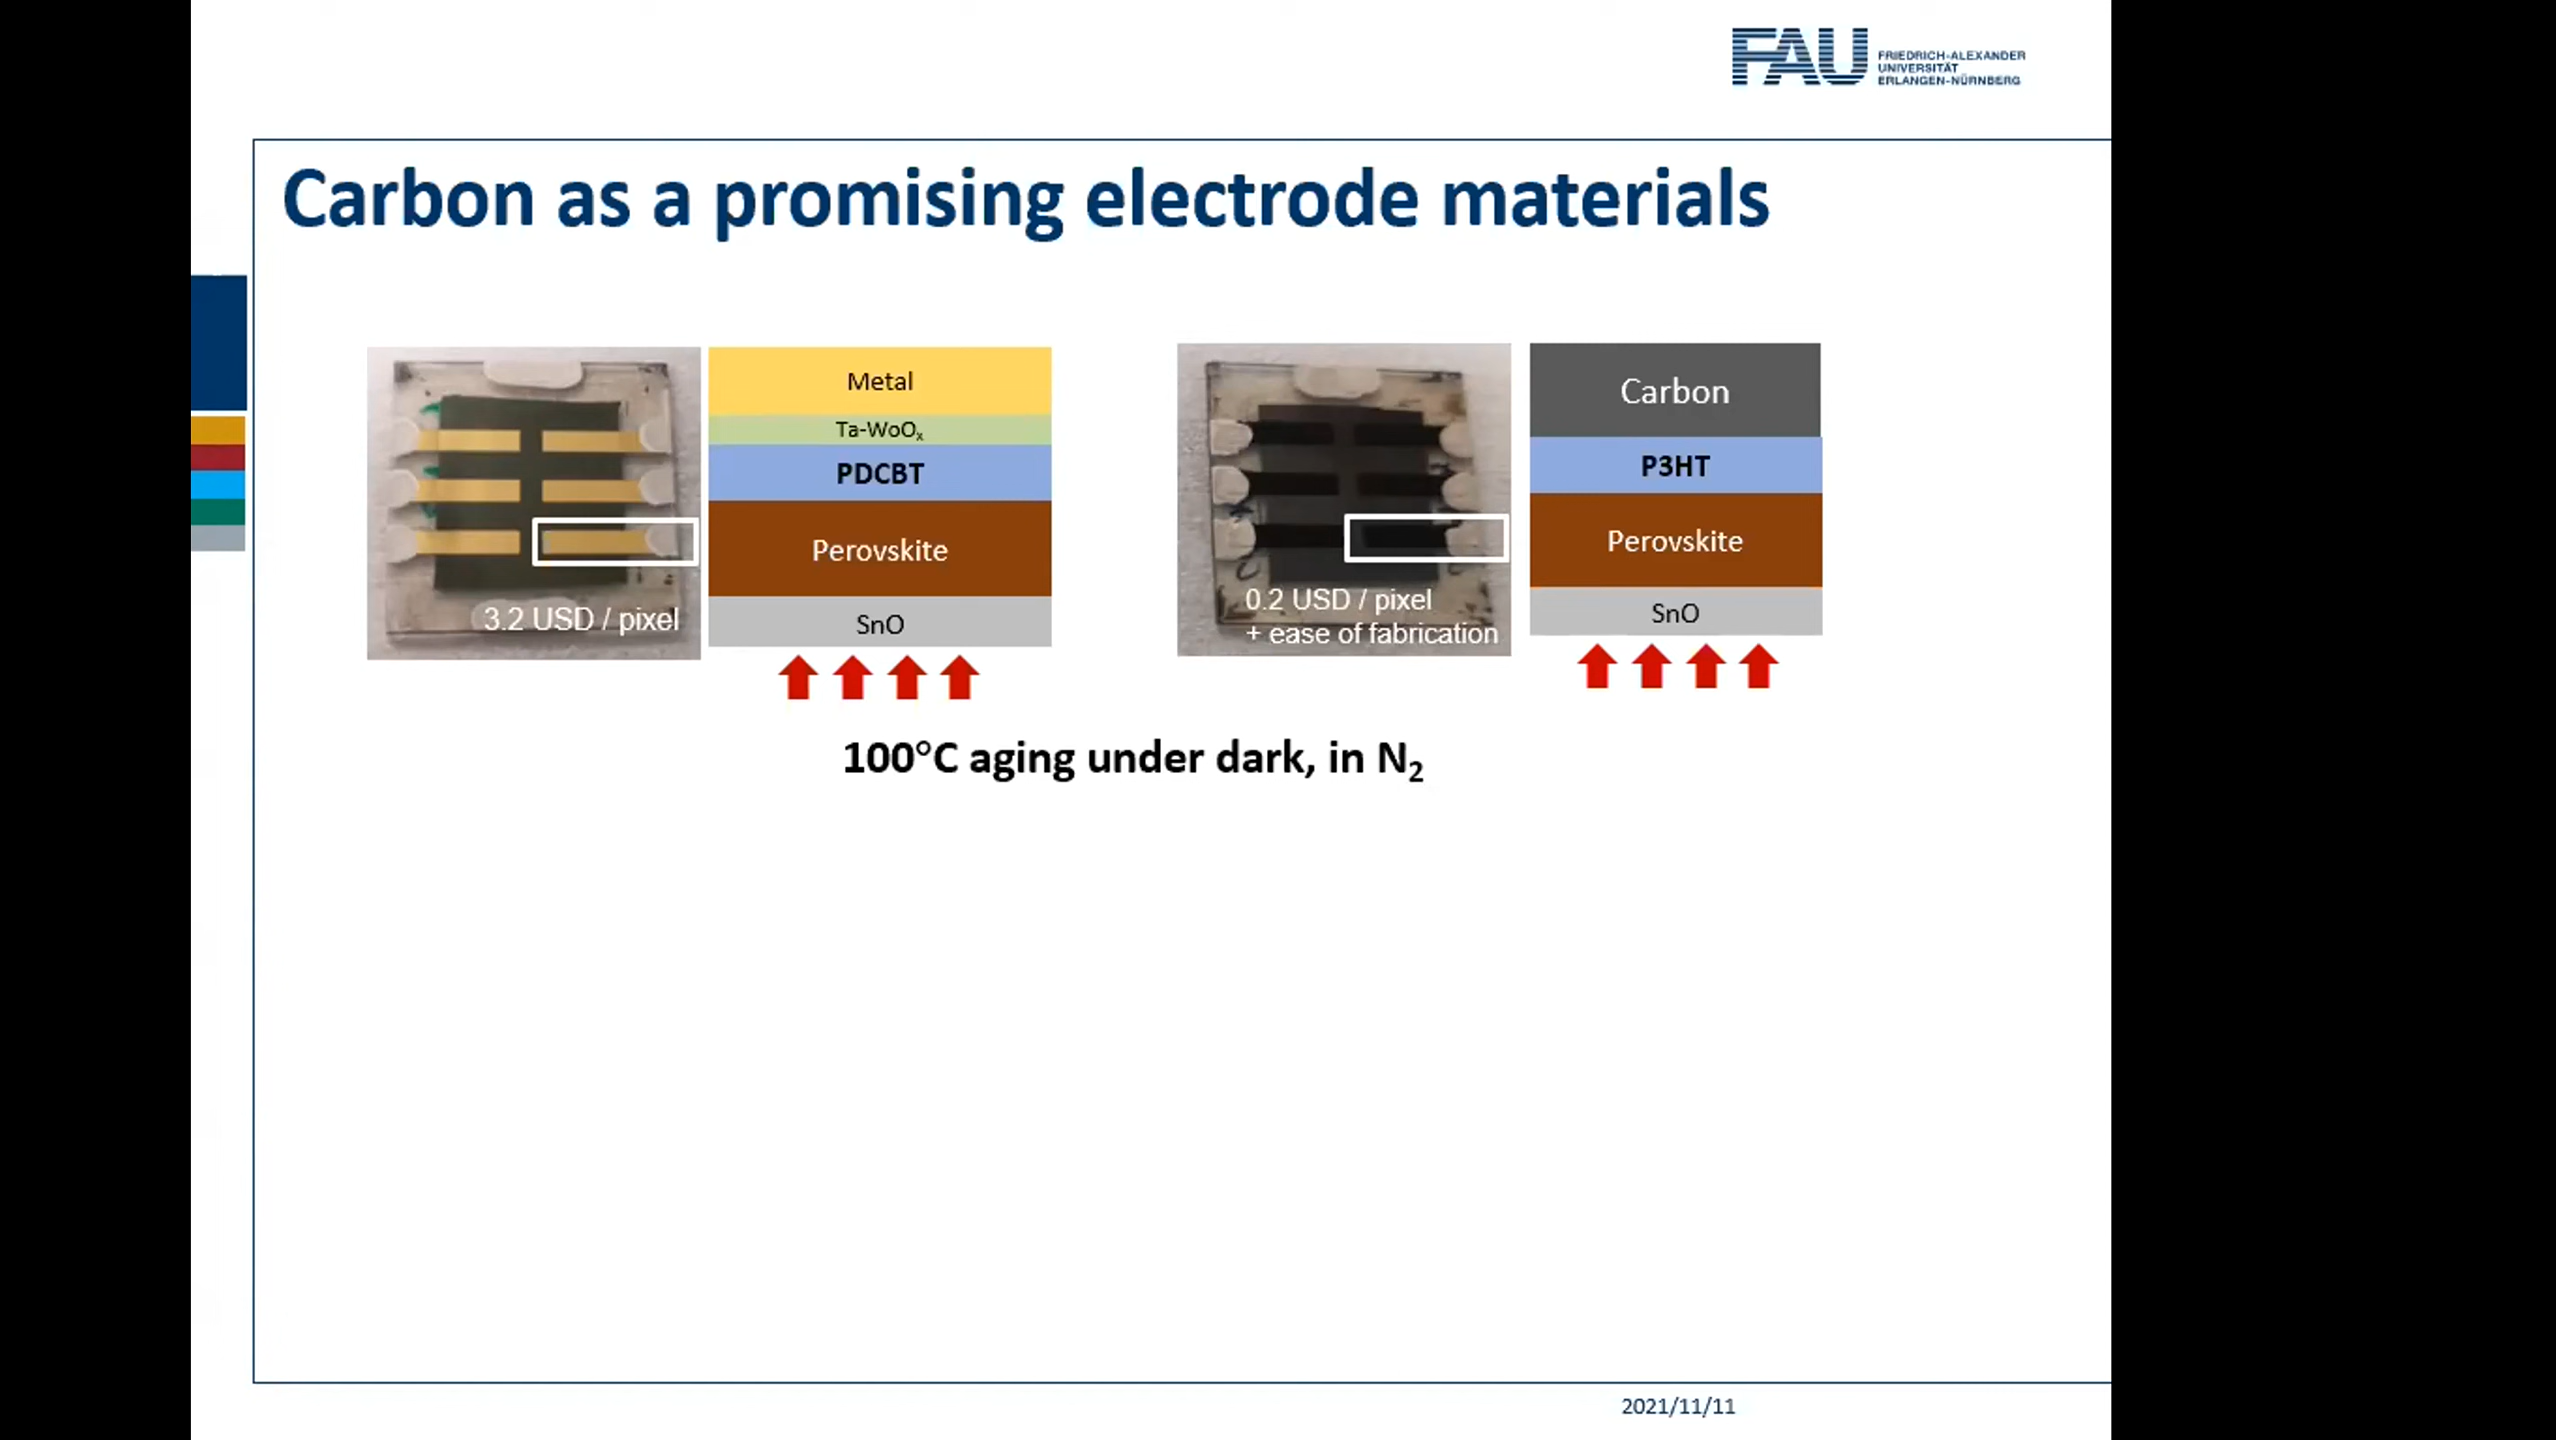 FAU
FRIEDRICH-ALEXANDER
UNIVERSITÄT
ERLANGEN-NÜRNBERG
Carbon as a promising electrode materials
3.2 USD / pixel
Metal
Ta-WoOₓ
PDCBT
Perovskite
SnO
0.2 USD / pixel
+ ease of fabrication
Carbon
P3HT
Perovskite
SnO
100°C aging under dark, in N₂
2021/11/11